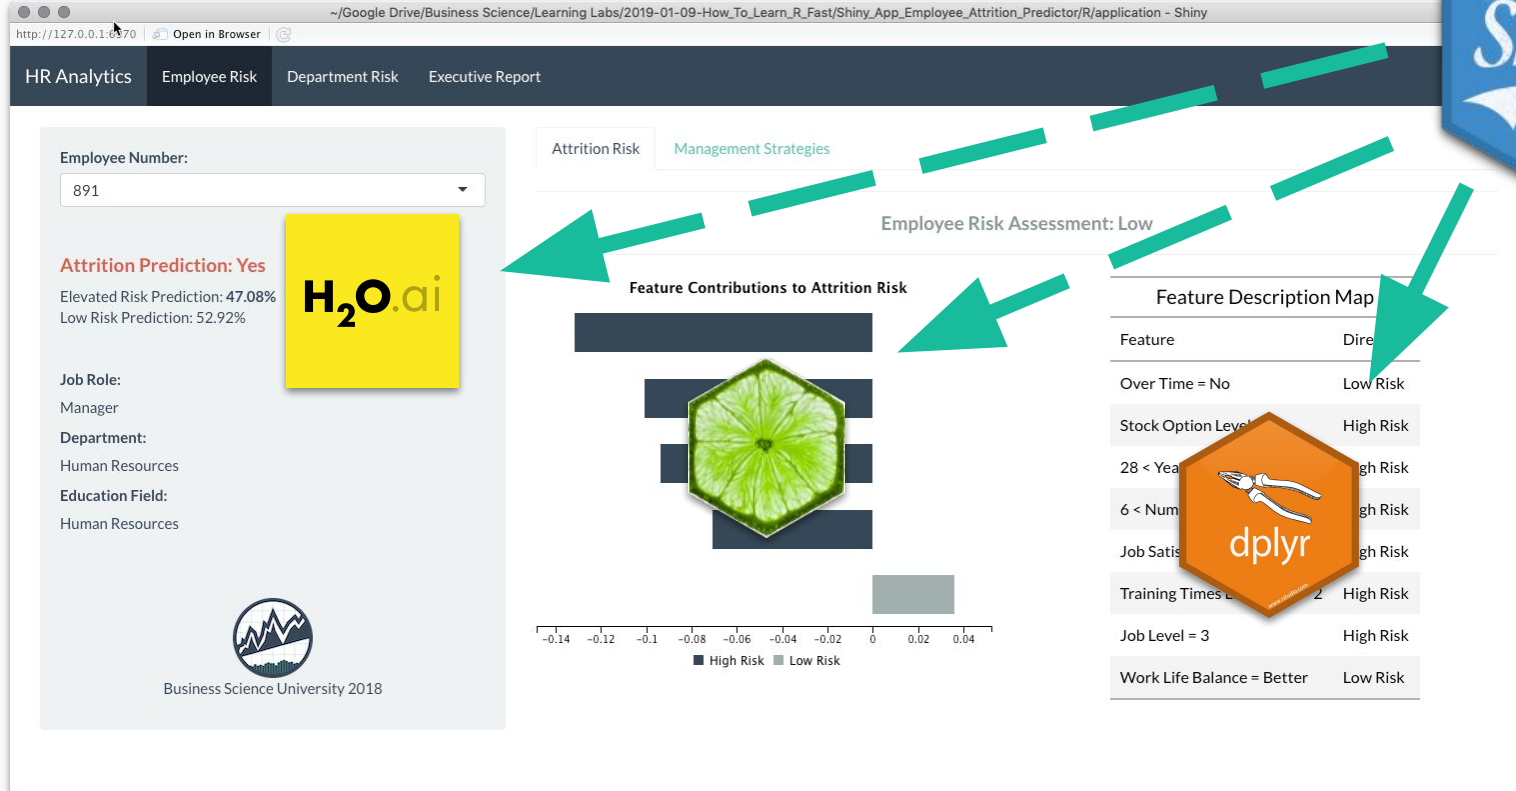 ~/Google Drive/Business Science/Learning Labs/2019-01-09-How_To_Learn_R_Fast/Shiny_App_Employee_Attrition_Predictor/R/application - Shiny
Open in Browser
HR Analytics Employee Risk Department Risk Executive Report
Employee Number:
891
Attrition Prediction: Yes
Elevated Risk Prediction: 47.08%
Low Risk Prediction: 52.92%
H2O.ai
Job Role:
Manager
Department:
Human Resources
Education Field:
Human Resources
Business Science University 2018
Attrition Risk Management Strategies
Employee Risk Assessment: Low
Feature Contributions to Attrition Risk
-0.14 -0.12 -0.1 -0.08 -0.06 -0.04 -0.02 0 0.02 0.04
High Risk Low Risk
Feature Description Map
Feature
Over Time = No Low Risk
Stock Option High Risk
28 < Risk
6 < Risk
Job Risk
dplyr
Training Times 2 High Risk
Job Level = 3 High Risk
Work Life Balance = Better Low Risk